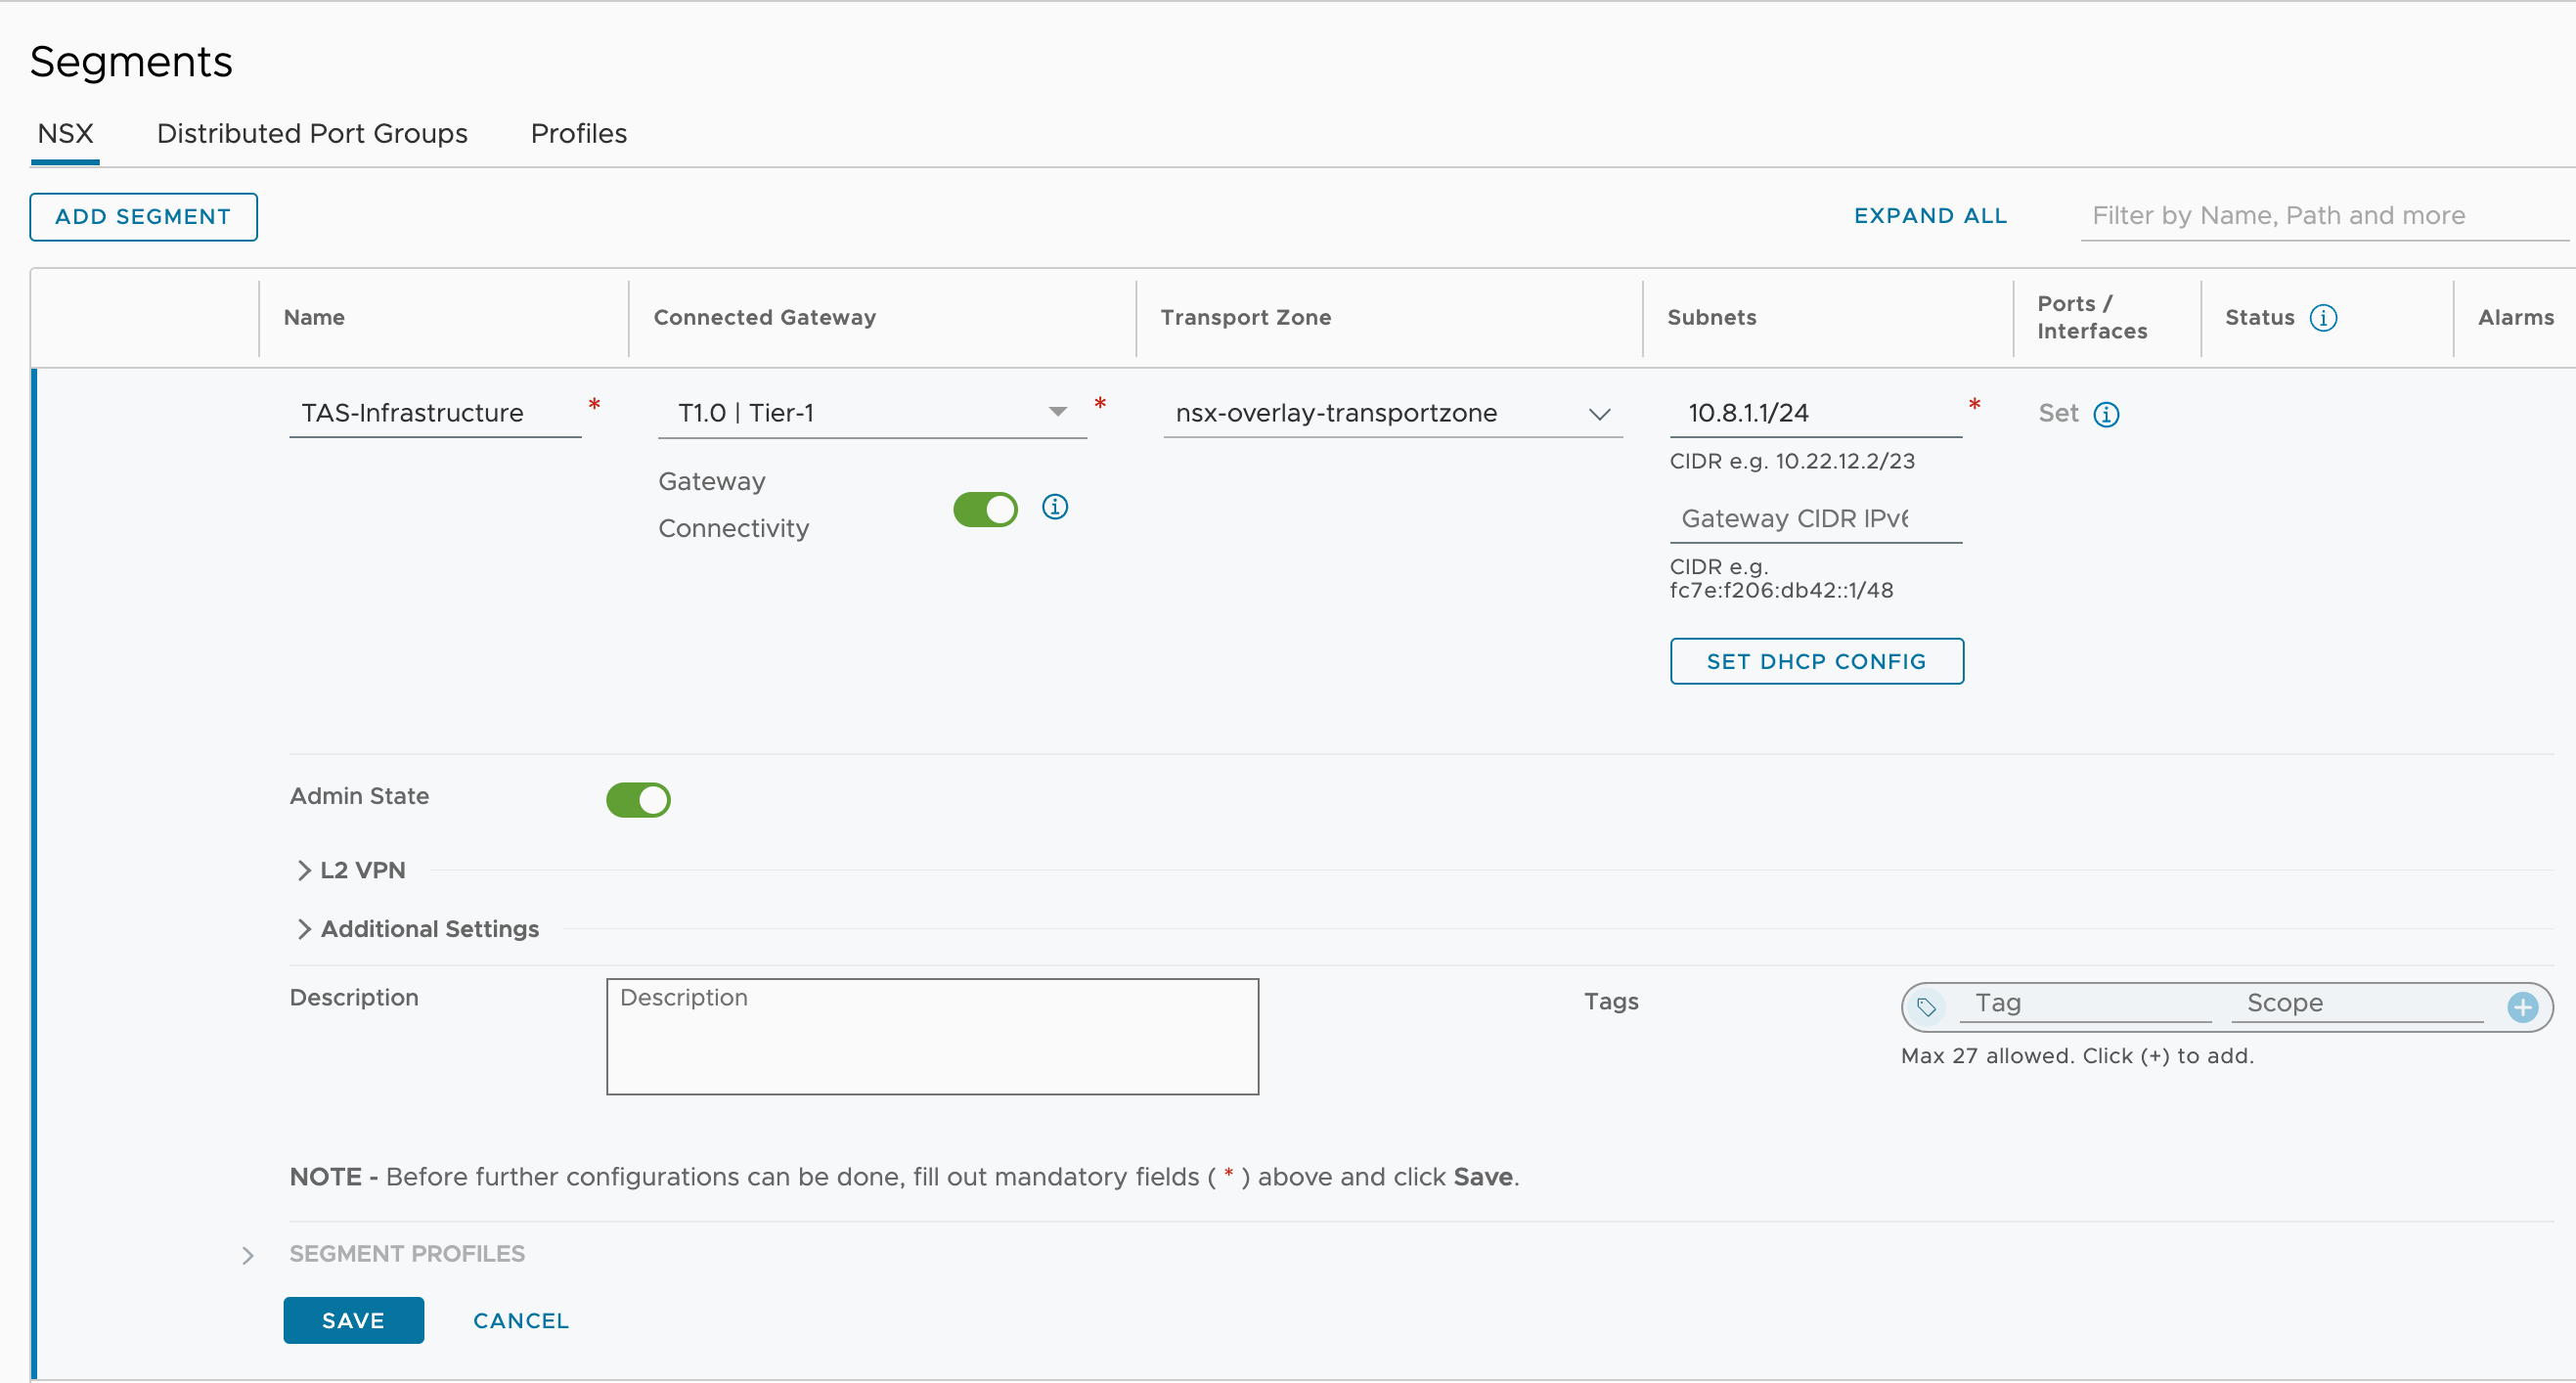 Segments
NSX Distributed Port Groups Profiles
ADD SEGMENT EXPAND ALL Filter by Name, Path and more
Name Connected Gateway Transport Zone Subnets Ports / Interfaces Status Alarms
TAS-Infrastructure * T1.0 | Tier-1 * nsx-overlay-transportzone 10.8.1.1/24 * Set
CIDR e.g. 10.22.12.2/23
Gateway
Connectivity
Gateway CIDR IPv6
CIDR e.g.
fc7e:f206:db42::1/48
SET DHCP CONFIG
Admin State
L2 VPN
Additional Settings
Description Description Tags Tag Scope
Max 27 allowed. Click (+) to add.
NOTE - Before further configurations can be done, fill out mandatory fields ( * ) above and click Save.
SEGMENT PROFILES
SAVE CANCEL